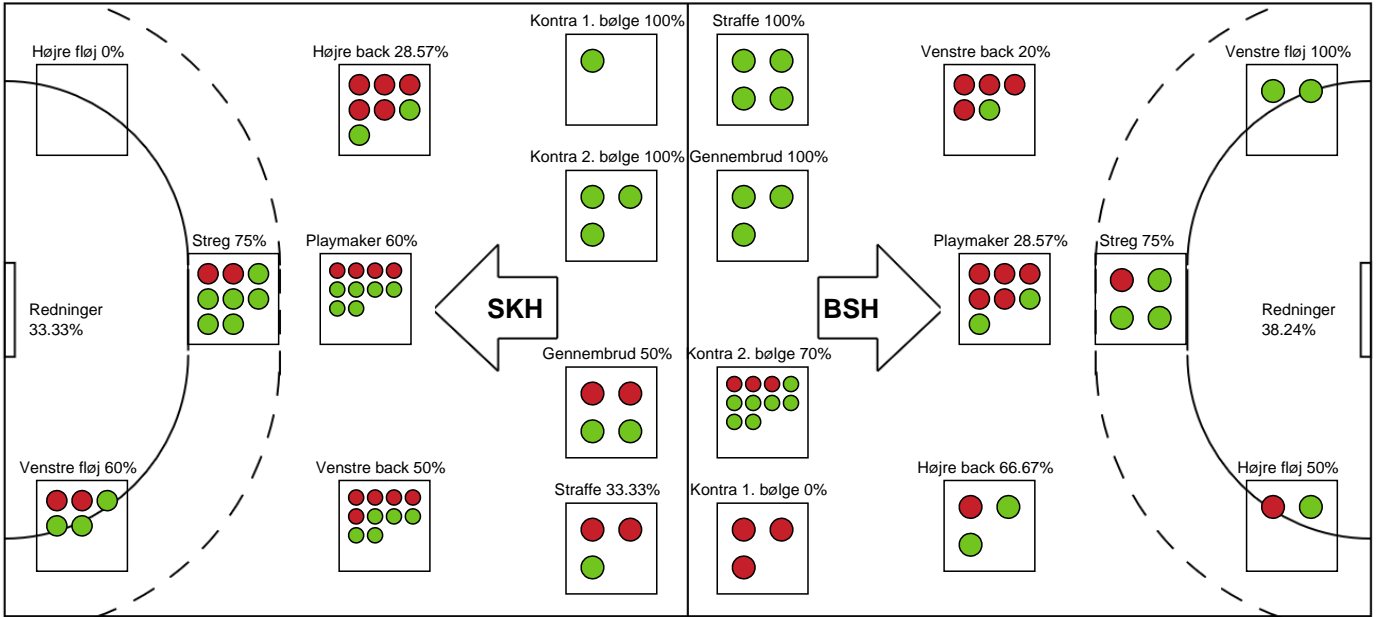 Kontra 1. bølge 100%
Straffe 100%
Højre fløj 0%
Højre back 28.57%
Venstre back 20%
Venstre fløj 100%
Kontra 2. bølge 100%
Gennembrud 100%
Streg 75%
Playmaker 60%
Playmaker 28.57%
Streg 75%
Redninger
33.33%
SKH
BSH
Redninger
38.24%
Gennembrud 50%
Kontra 2. bølge 70%
Venstre fløj 60%
Venstre back 50%
Højre back 66.67%
Højre fløj 50%
Straffe 33.33%
Kontra 1. bølge 0%